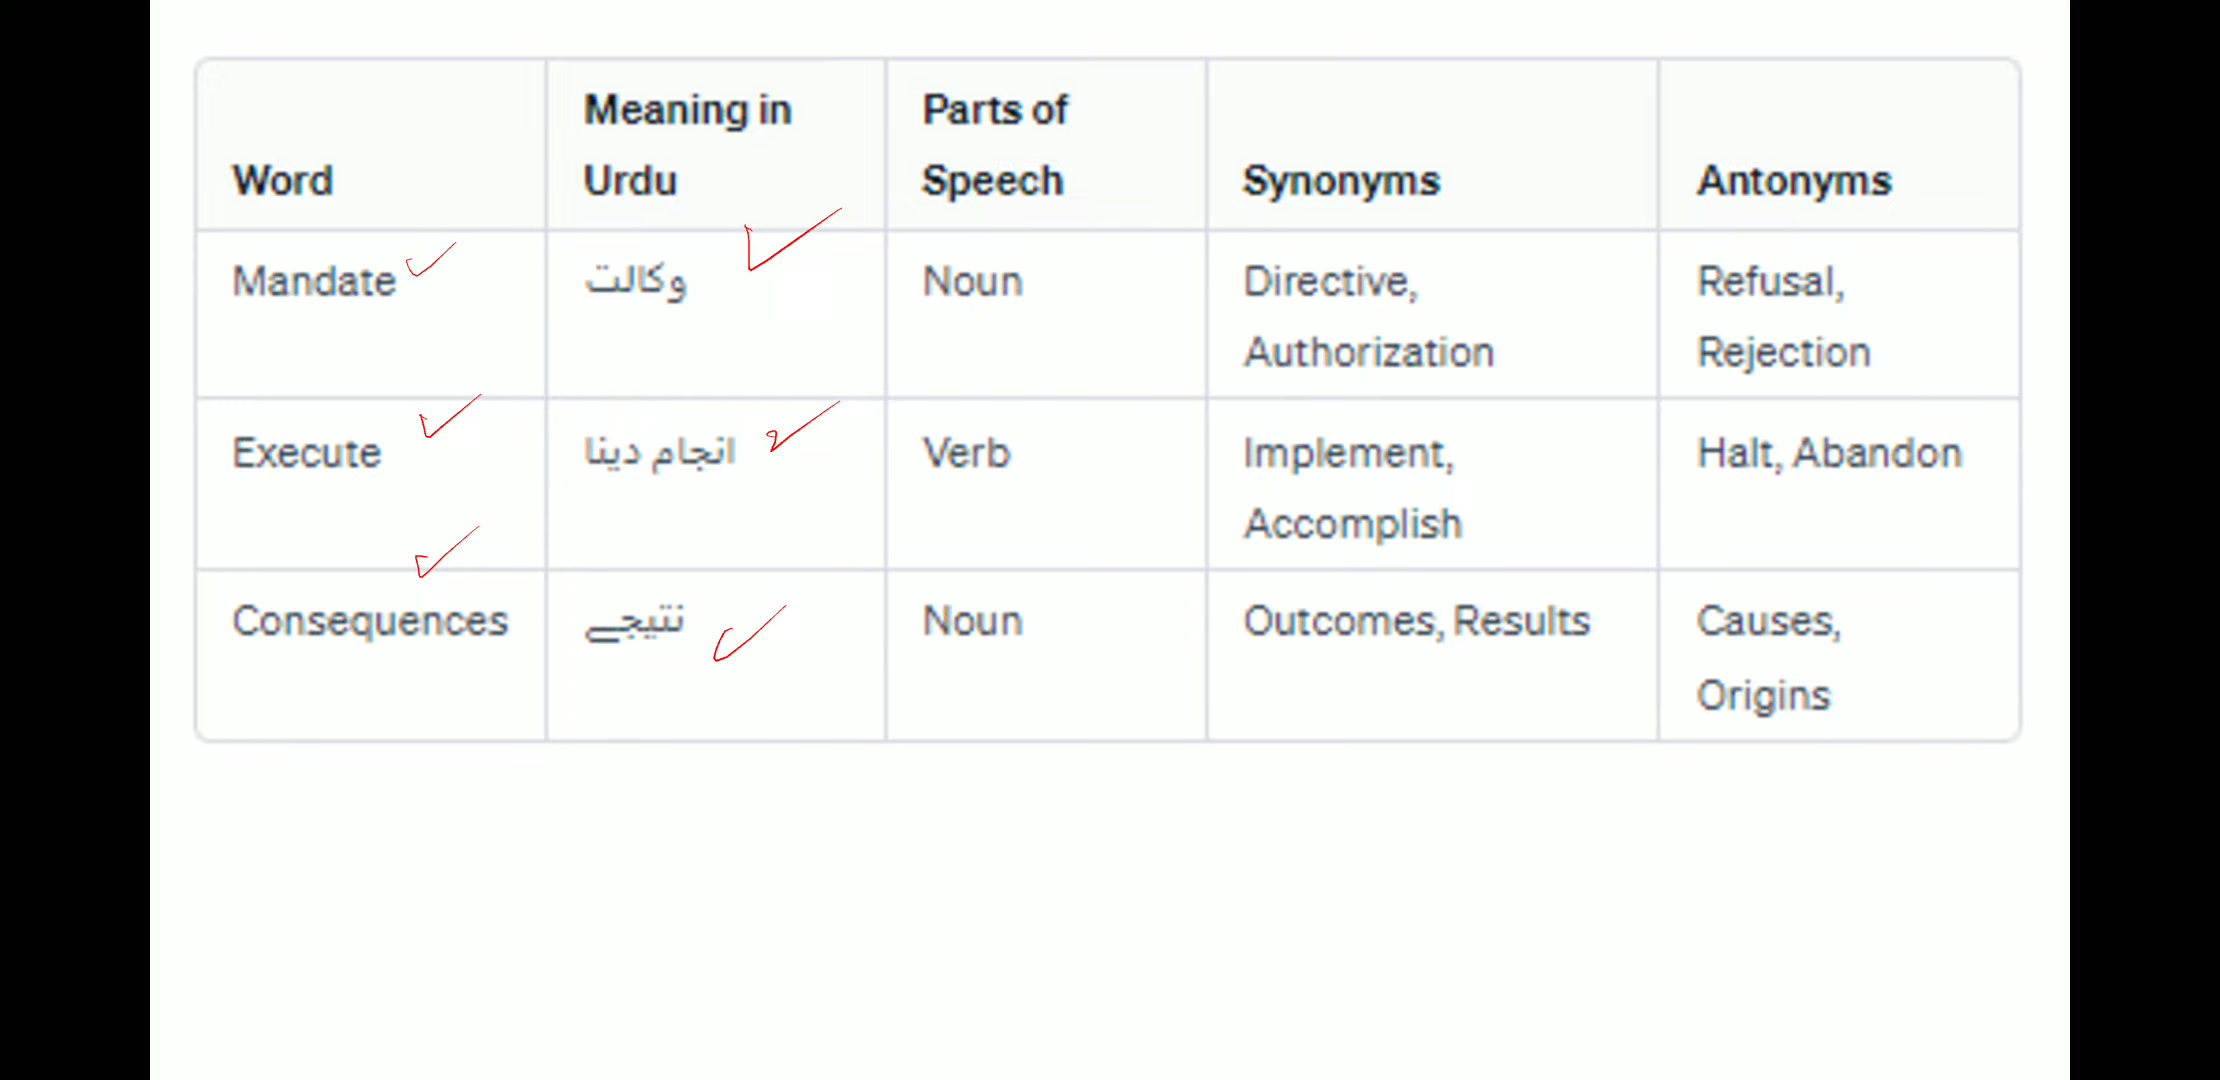 Word | Meaning in Urdu | Parts of Speech | Synonyms | Antonyms
Mandate | وکالت | Noun | Directive, Authorization | Refusal, Rejection
Execute | انجام دینا | Verb | Implement, Accomplish | Halt, Abandon
Consequences | نتیجے | Noun | Outcomes, Results | Causes, Origins